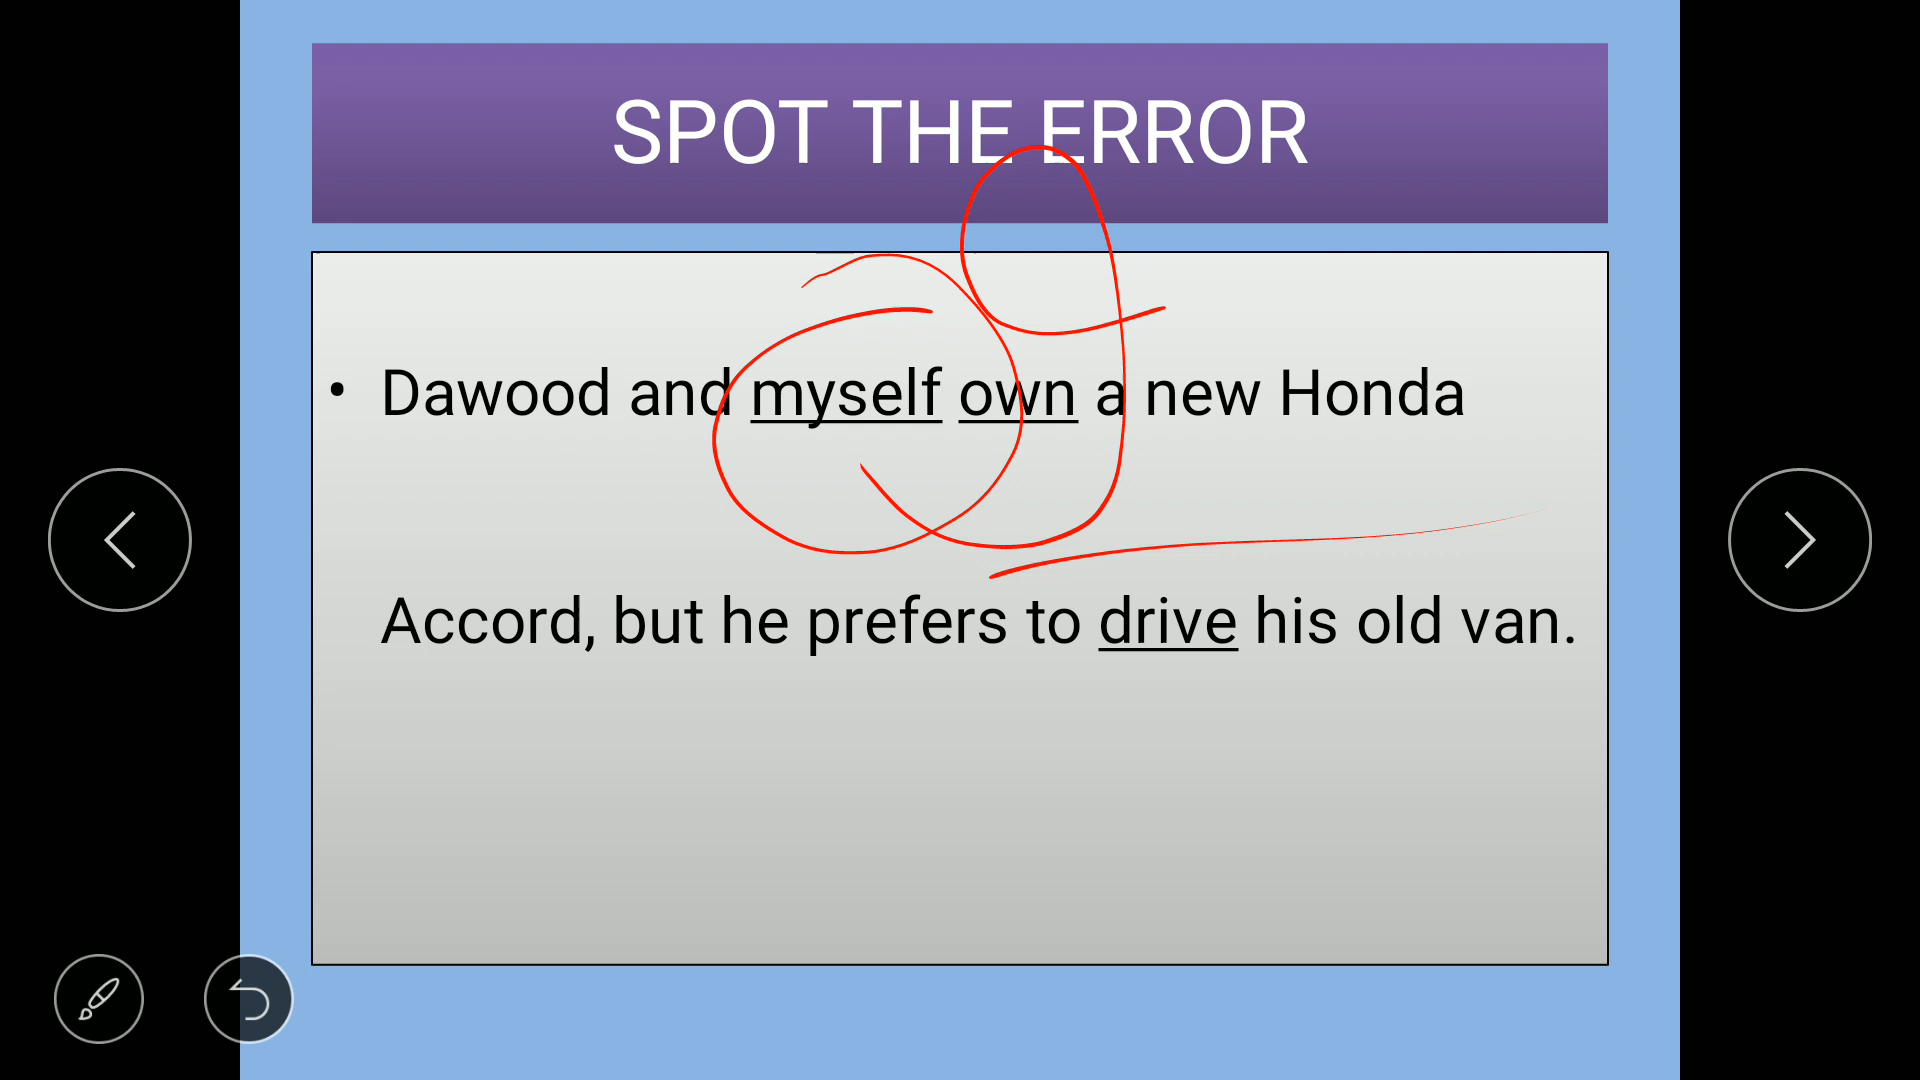 SPOT THE ERROR
• Dawood and myself own a new Honda
Accord, but he prefers to drive his old van.